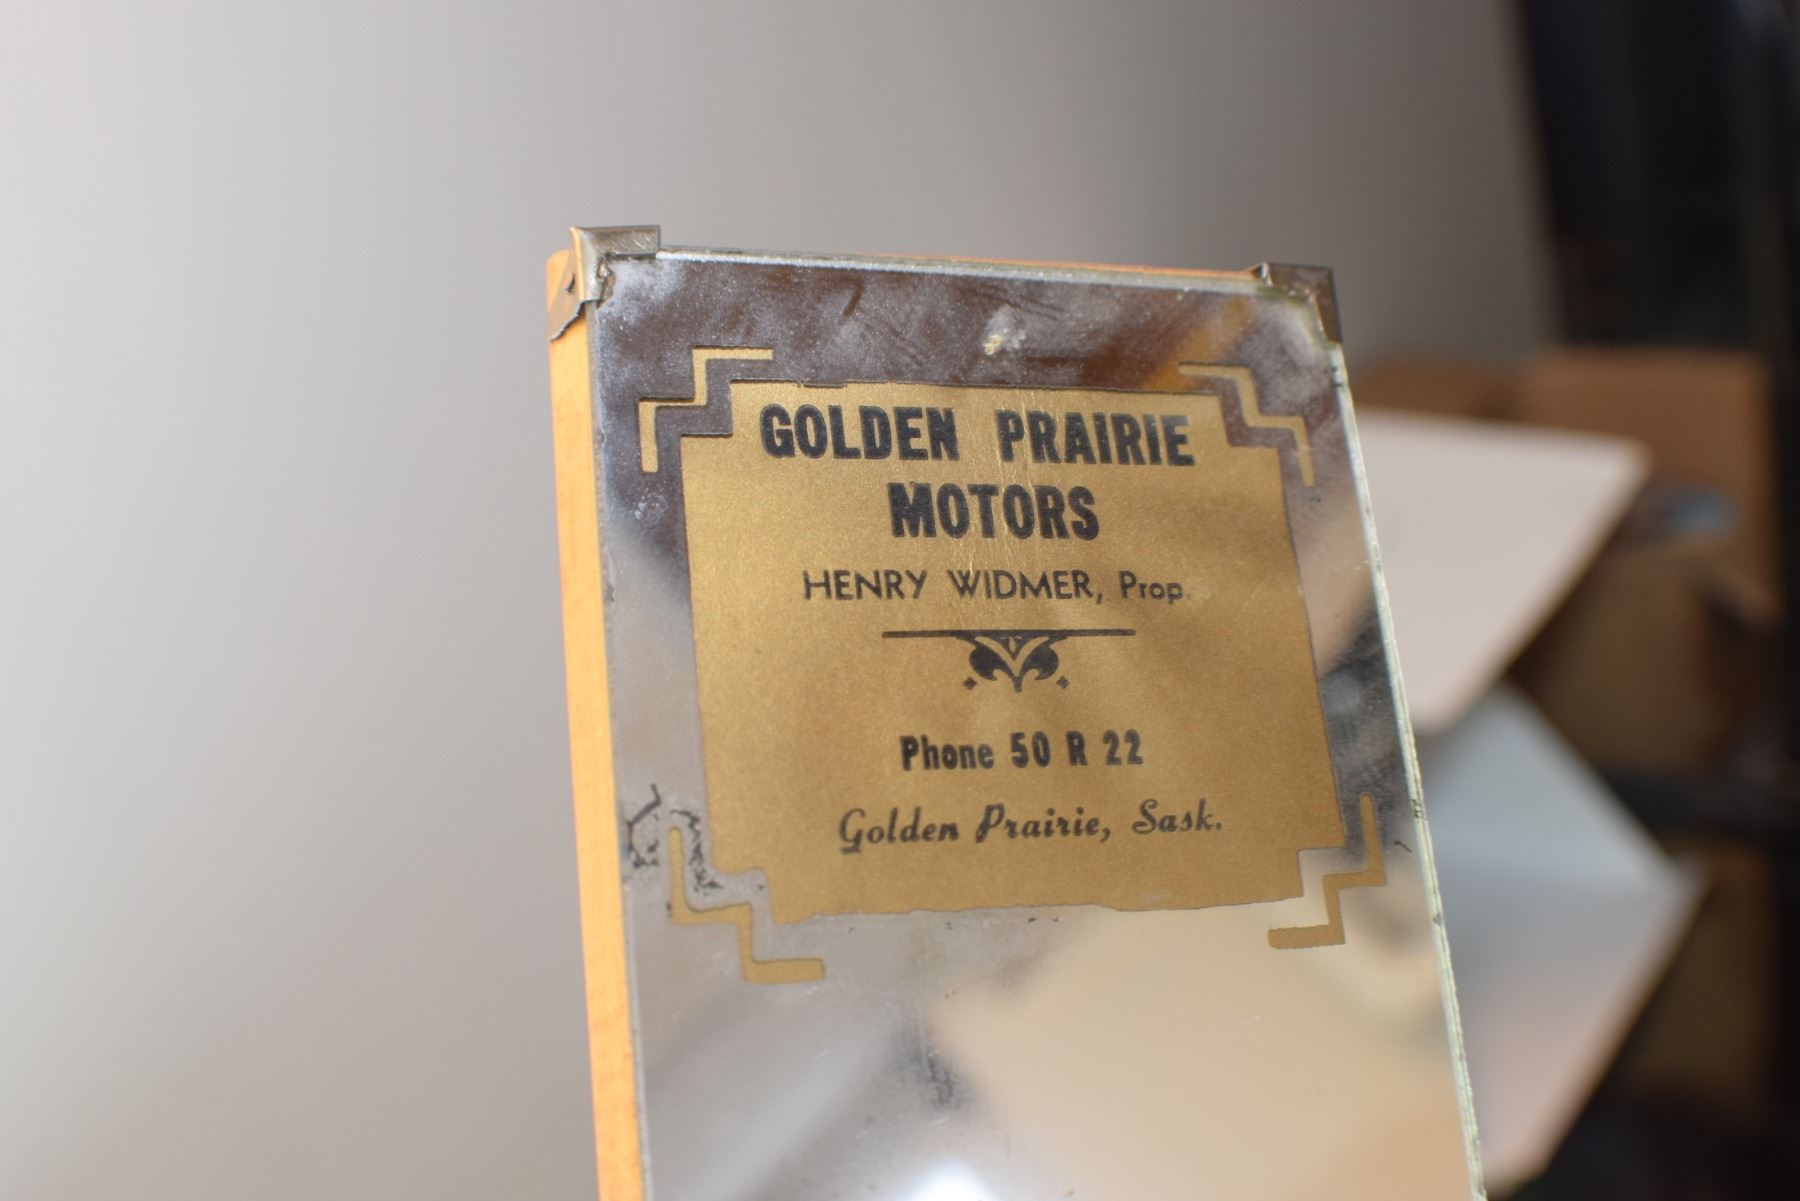 GOLDEN PRAIRIE
MOTORS
HENRY WIDMER, Prop.
Phone 50 R 22
Golden Prairie, Sask.